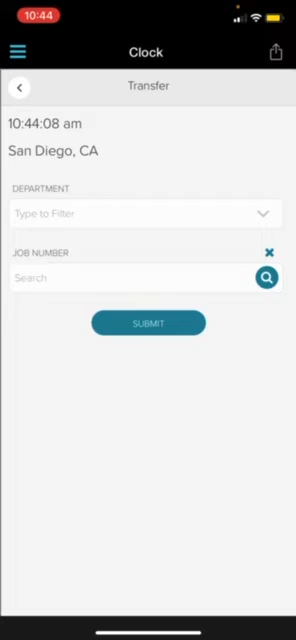 10:44
Clock
Transfer
10:44:08 am
San Diego, CA
DEPARTMENT
Type to Filter
JOB NUMBER
Search
SUBMIT